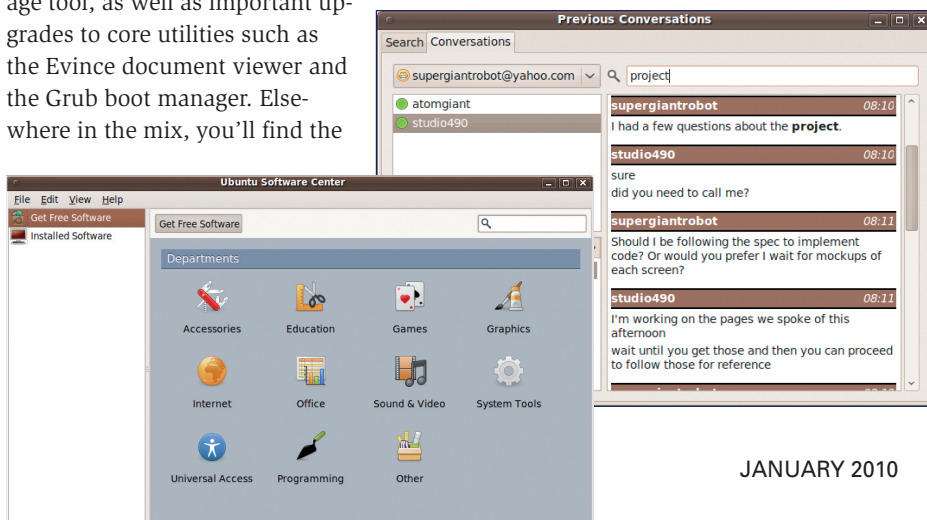 age tool, as well as important up-
grades to core utilities such as
the Evince document viewer and
the Grub boot manager. Else-
where in the mix, you'll find the
Previous Conversations
Search Conversations
supergiantrobot@yahoo.com project
atomgiant
studio490
supergiantrobot 08:10
I had a few questions about the project.
studio490 08:10
sure
did you need to call me?
supergiantrobot 08:11
Should I be following the spec to implement
code? Or would you prefer I wait for mockups of
each screen?
studio490 08:11
I'm working on the pages we spoke of this
afternoon
wait until you get those and then you can proceed
to follow those for reference
Ubuntu Software Center
File Edit View Help
Get Free Software
Installed Software
Get Free Software
Departments
Accessories Education Games Graphics
Internet Office Sound & Video System Tools
Universal Access Programming Other
JANUARY 2010